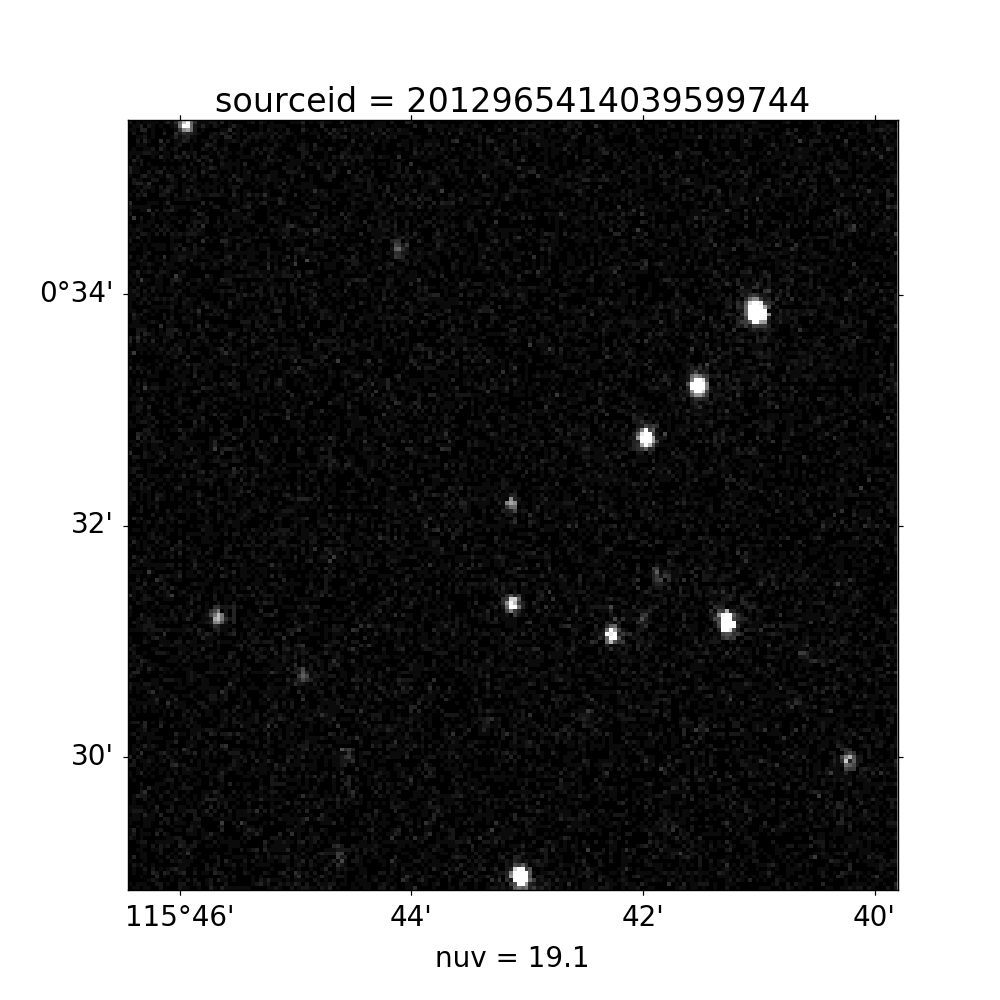 sourceid = 2012965414039599744
0°34'
32'
30'
115°46' 44' 42' 40'
nuv = 19.1